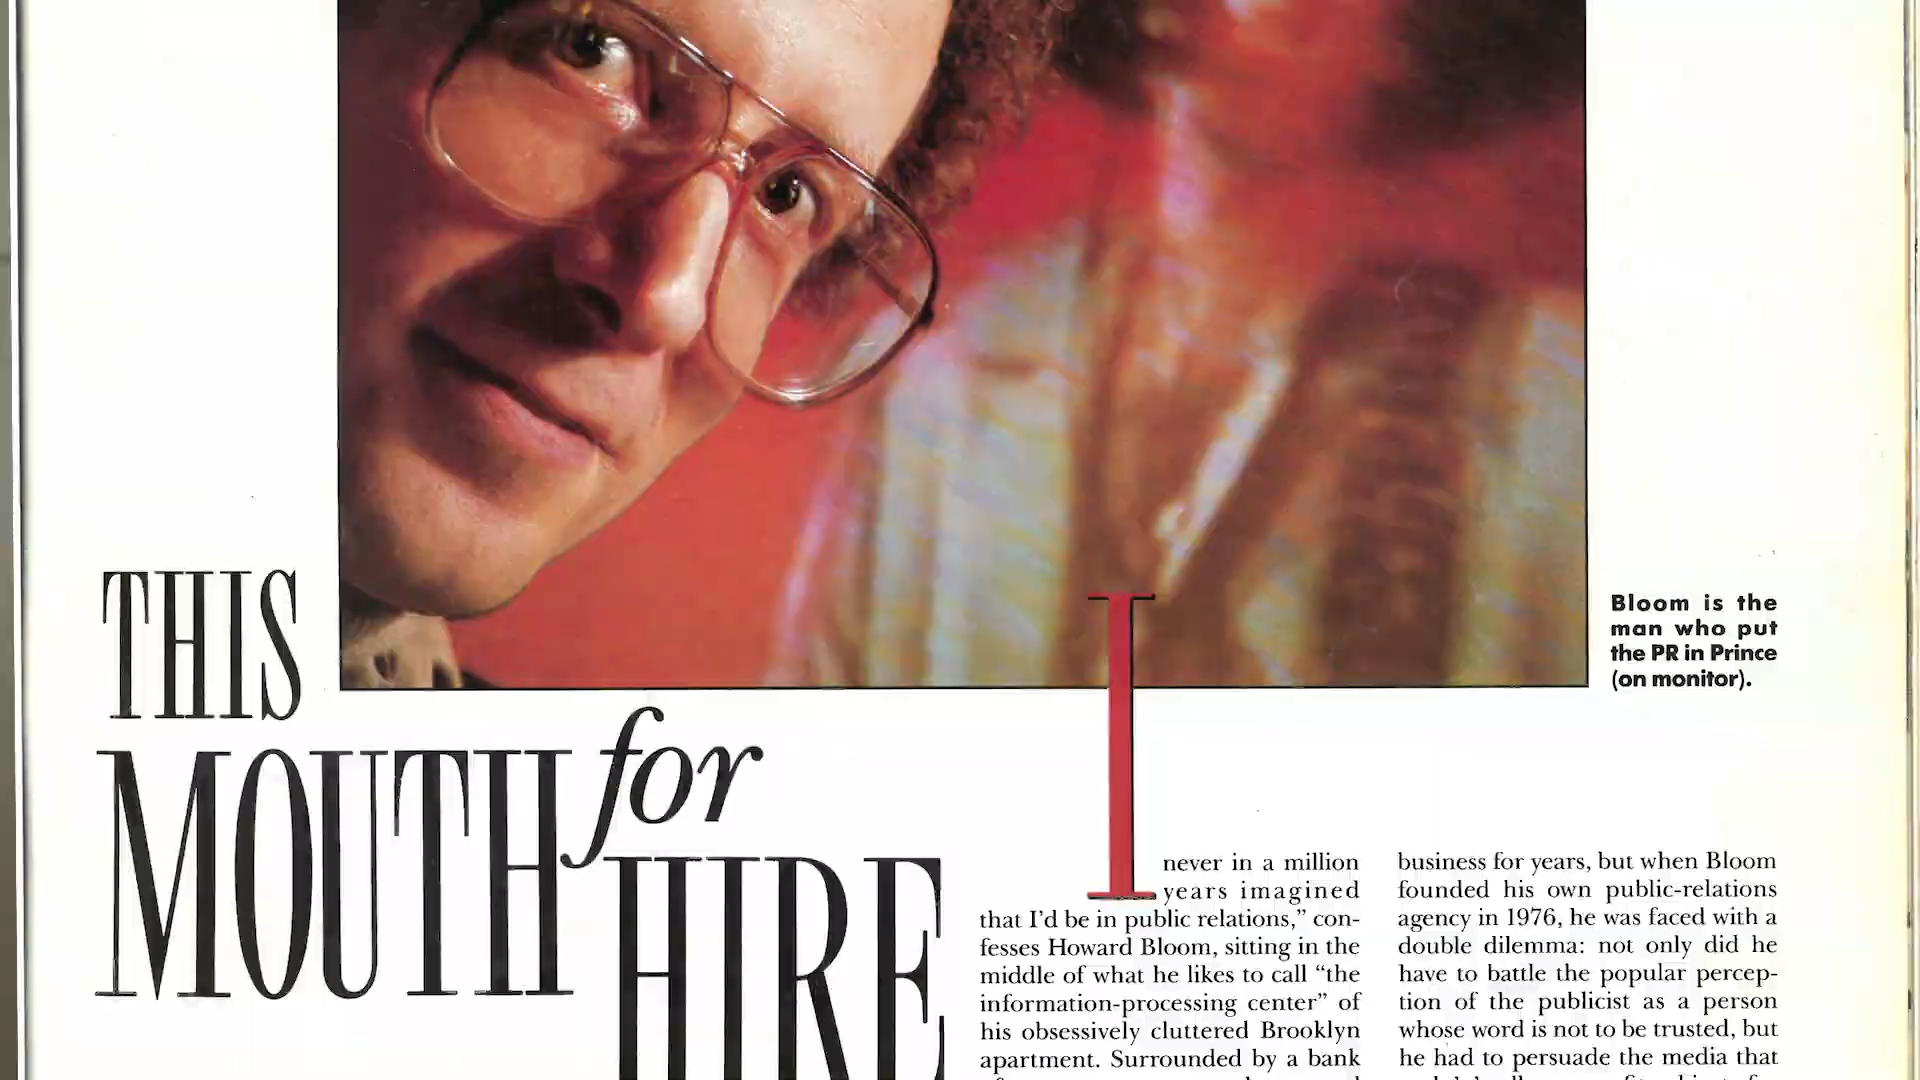 Bloom is the
man who put
the PR in Prince
(on monitor).
THIS
MOUTH for
HIRE
I never in a million
years imagined
that I'd be in public relations,” con-
fesses Howard Bloom, sitting in the
middle of what he likes to call “the
information-processing center” of
his obsessively cluttered Brooklyn
apartment. Surrounded by a bank
business for years, but when Bloom
founded his own public-relations
agency in 1976, he was faced with a
double dilemma: not only did he
have to battle the popular percep-
tion of the publicist as a person
whose word is not to be trusted, but
he had to persuade the media that